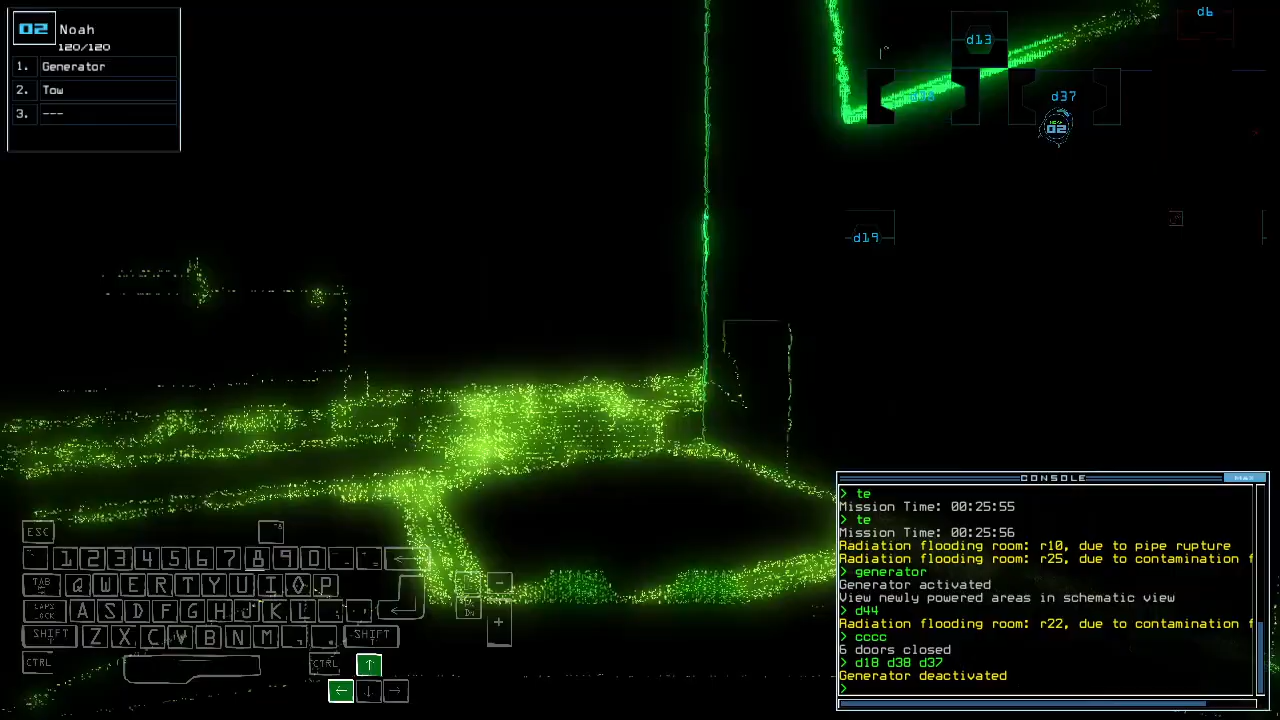 02 Noah
120/120
1. Generator
2. Tow
3. ---
d6
d13
d37
02
d19
CONSOLE
MAX
> te
Mission Time: 00:25:55
> te
Mission Time: 00:25:56
Radiation flooding room: r10, due to pipe rupture
Radiation flooding room: r25, due to contamination f
> generator
Generator activated
View newly powered areas in schematic view
> d44
Radiation flooding room: r22, due to contamination f
> cccc
6 doors closed
> d18 d38 d37
Generator deactivated
>
ESC
1 2 3 4 5 6 7 8 9 0 - =
TAB Q W E R T Y U I O P
CAPS LOCK A S D F G H J K L ; ,
SHIFT Z X C V B N M , . SHIFT
CTRL CTRL ↑
← ↓ →
- 
+